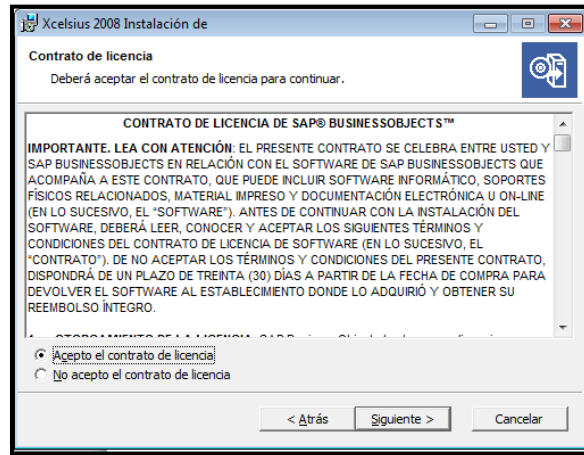 Xcelsius 2008 Instalación de
Contrato de licencia
Deberá aceptar el contrato de licencia para continuar.
CONTRATO DE LICENCIA DE SAP® BUSINESSOBJECTS™
IMPORTANTE. LEA CON ATENCIÓN: EL PRESENTE CONTRATO SE CELEBRA ENTRE USTED Y
SAP BUSINESSOBJECTS EN RELACIÓN CON EL SOFTWARE DE SAP BUSINESSOBJECTS QUE
ACOMPAÑA A ESTE CONTRATO, QUE PUEDE INCLUIR SOFTWARE INFORMÁTICO, SOPORTES
FÍSICOS RELACIONADOS, MATERIAL IMPRESO Y DOCUMENTACIÓN ELECTRÓNICA U ON-LINE
(EN LO SUCESIVO, EL "SOFTWARE"). ANTES DE CONTINUAR CON LA INSTALACIÓN DEL
SOFTWARE, DEBERÁ LEER, CONOCER Y ACEPTAR LOS SIGUIENTES TÉRMINOS Y
CONDICIONES DEL CONTRATO DE LICENCIA DE SOFTWARE (EN LO SUCESIVO, EL
"CONTRATO"). DE NO ACEPTAR LOS TÉRMINOS Y CONDICIONES DEL PRESENTE CONTRATO,
DISPONDRÁ DE UN PLAZO DE TREINTA (30) DÍAS A PARTIR DE LA FECHA DE COMPRA PARA
DEVOLVER EL SOFTWARE AL ESTABLECIMIENTO DONDE LO ADQUIRIÓ Y OBTENER SU
REEMBOLSO ÍNTEGRO.
Acepto el contrato de licencia
No acepto el contrato de licencia
< Atrás
Siguiente >
Cancelar